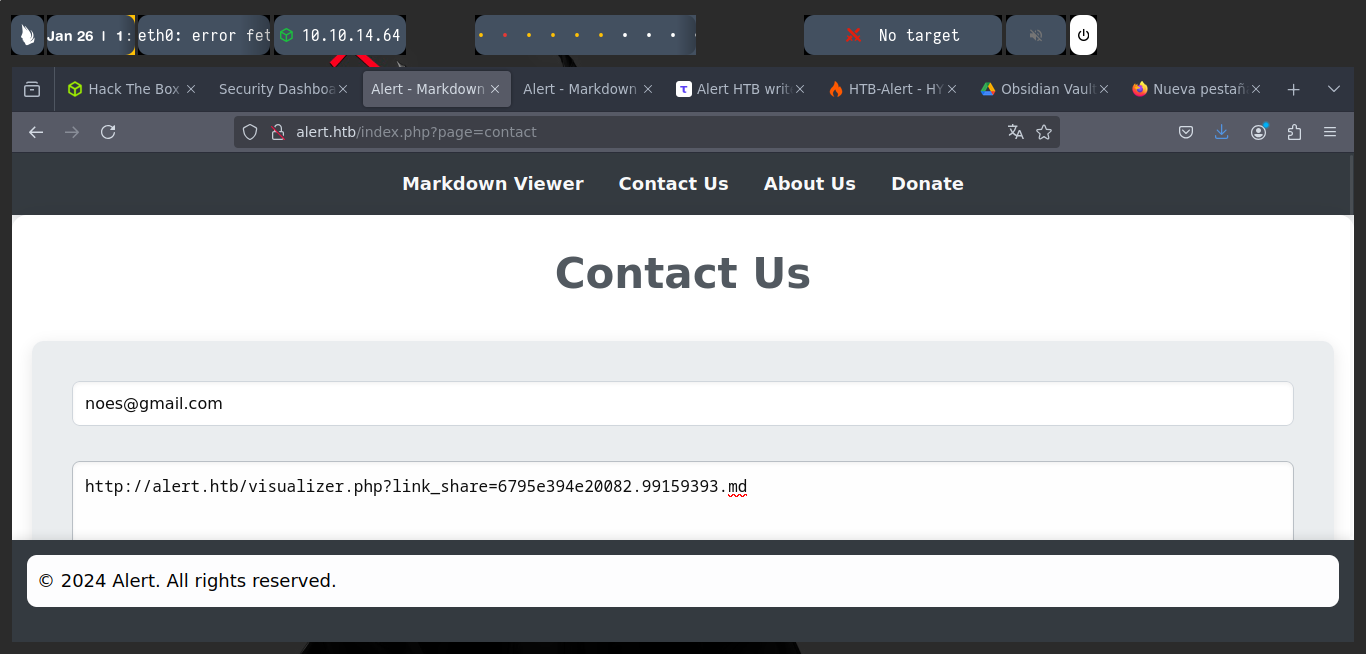 Jan 26 | 1: eth0: error fet 10.10.14.64 No target
Hack The Box Security Dashboa Alert - Markdown Alert - Markdown Alert HTB write HTB-Alert - HY Obsidian Vault Nueva pestañ
alert.htb/index.php?page=contact
Markdown Viewer Contact Us About Us Donate
Contact Us
noes@gmail.com
http://alert.htb/visualizer.php?link_share=6795e394e20082.99159393.md
© 2024 Alert. All rights reserved.